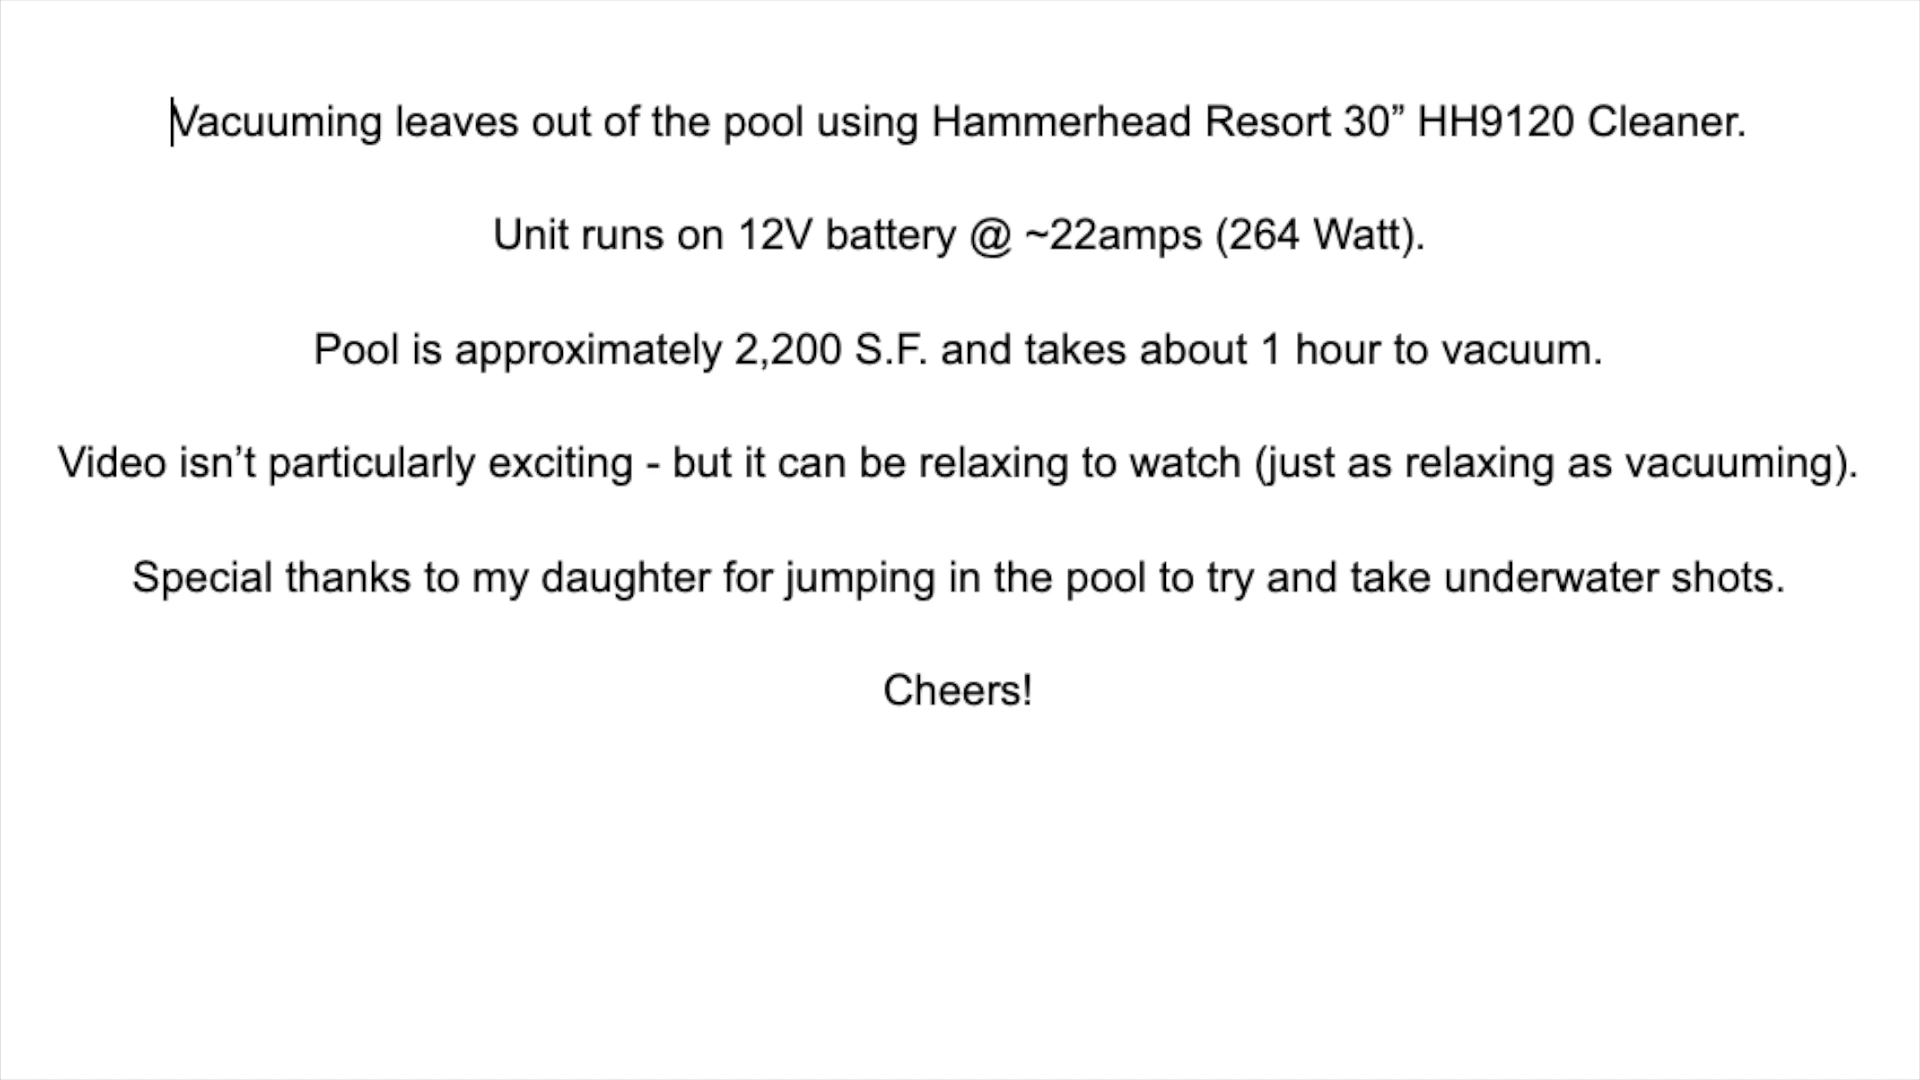 Vacuuming leaves out of the pool using Hammerhead Resort 30” HH9120 Cleaner.
Unit runs on 12V battery @ ~22amps (264 Watt).
Pool is approximately 2,200 S.F. and takes about 1 hour to vacuum.
Video isn’t particularly exciting - but it can be relaxing to watch (just as relaxing as vacuuming).
Special thanks to my daughter for jumping in the pool to try and take underwater shots.
Cheers!